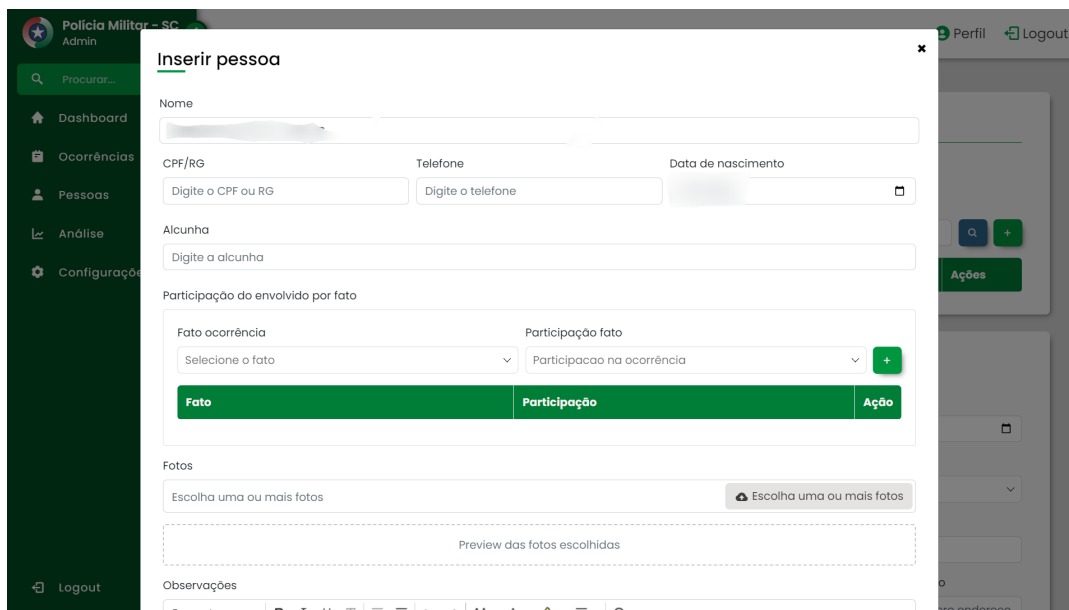 Polícia Militar - SC
Admin
Perfil
Logout
Procurar...
Dashboard
Ocorrências
Pessoas
Análise
Logout
Inserir pessoa
Nome
CPF/RG Telefone Data de nascimento
Digite o CPF ou RG Digite o telefone
Alcunha
Digite a alcunha
Participação do envolvido por fato
Fato ocorrência Participação fato
Selecione o fato Participacao na ocorrência +
Fato Participação Ação
Fotos
Escolha uma ou mais fotos Escolha uma ou mais fotos
Preview das fotos escolhidas
Observações
+
Ações